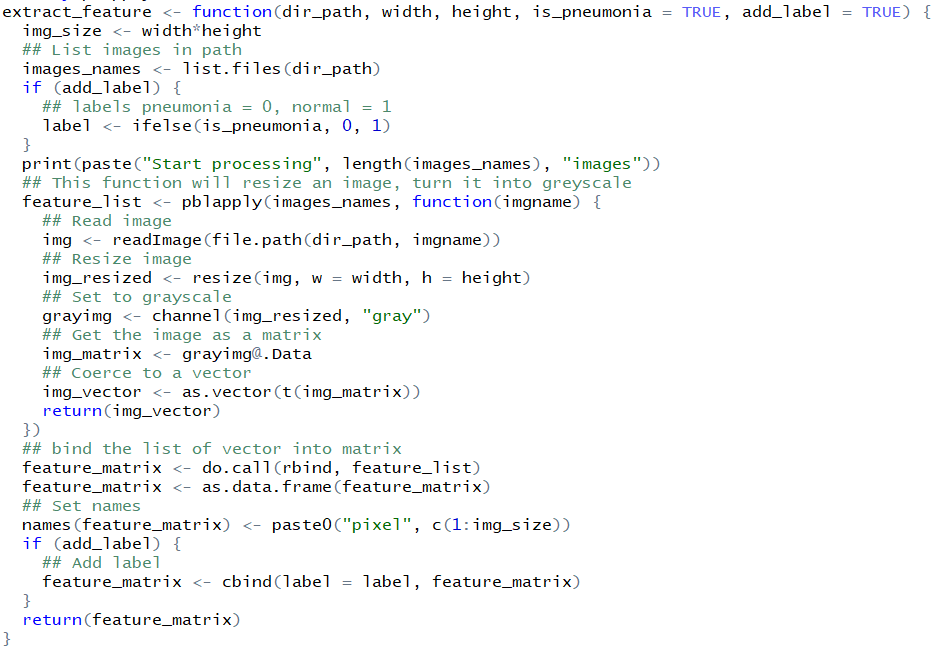 extract_feature <- function(dir_path, width, height, is_pneumonia = TRUE, add_label = TRUE) {
  img_size <- width*height
  ## List images in path
  images_names <- list.files(dir_path)
  if (add_label) {
    ## labels pneumonia = 0, normal = 1
    label <- ifelse(is_pneumonia, 0, 1)
  }
  print(paste("Start processing", length(images_names), "images"))
  ## This function will resize an image, turn it into greyscale
  feature_list <- pblapply(images_names, function(imgname) {
    ## Read image
    img <- readImage(file.path(dir_path, imgname))
    ## Resize image
    img_resized <- resize(img, w = width, h = height)
    ## Set to grayscale
    grayimg <- channel(img_resized, "gray")
    ## Get the image as a matrix
    img_matrix <- grayimg@.Data
    ## Coerce to a vector
    img_vector <- as.vector(t(img_matrix))
    return(img_vector)
  })
  ## bind the list of vector into matrix
  feature_matrix <- do.call(rbind, feature_list)
  feature_matrix <- as.data.frame(feature_matrix)
  ## Set names
  names(feature_matrix) <- paste0("pixel", c(1:img_size))
  if (add_label) {
    ## Add label
    feature_matrix <- cbind(label = label, feature_matrix)
  }
  return(feature_matrix)
}